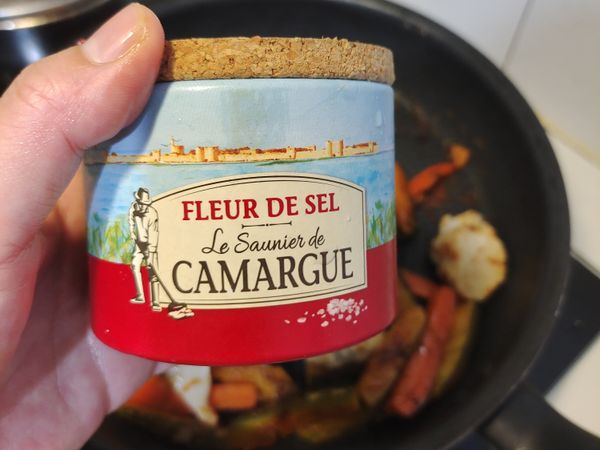 FLEUR DE SEL
Le Saunier de
CAMARGUE